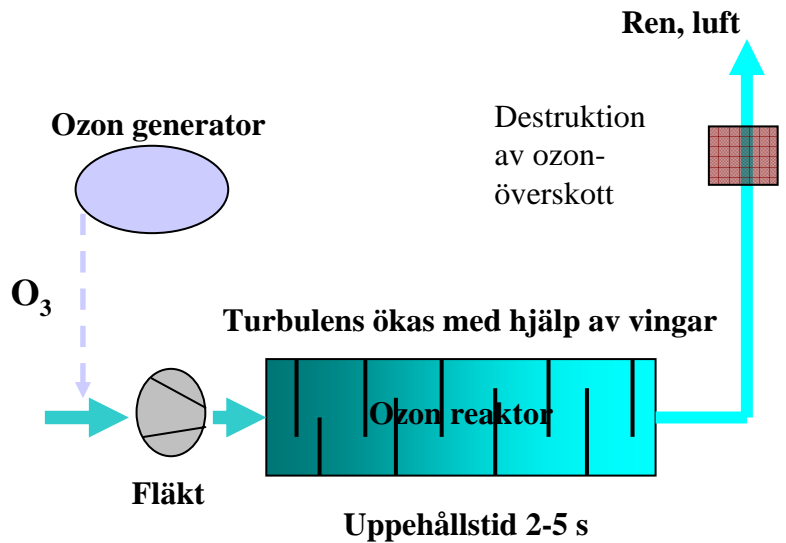 Ren, luft
Ozon generator
Destruktion
av ozon-
överskott
O₃
Turbulens ökas med hjälp av vingar
Ozon reaktor
Fläkt
Uppehållstid 2-5 s